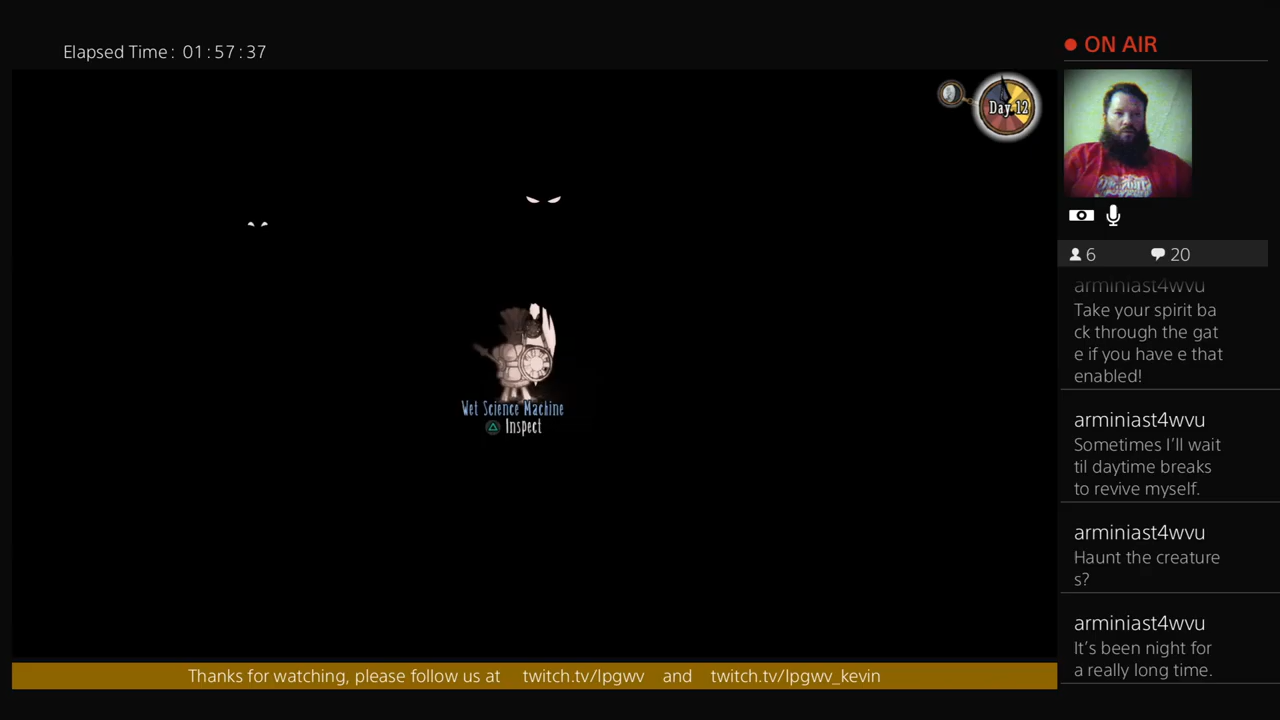 Elapsed Time: 01:57:37
ON AIR
Day 12
6 20
arminiast4wvu
Take your spirit ba
ck through the gat
e if you have e that
enabled!
arminiast4wvu
Sometimes I'll wait
til daytime breaks
to revive myself.
arminiast4wvu
Haunt the creature
s?
arminiast4wvu
It's been night for
a really long time.
Wet Science Machine
Inspect
Thanks for watching, please follow us at twitch.tv/lpgwv and twitch.tv/lpgwv_kevin